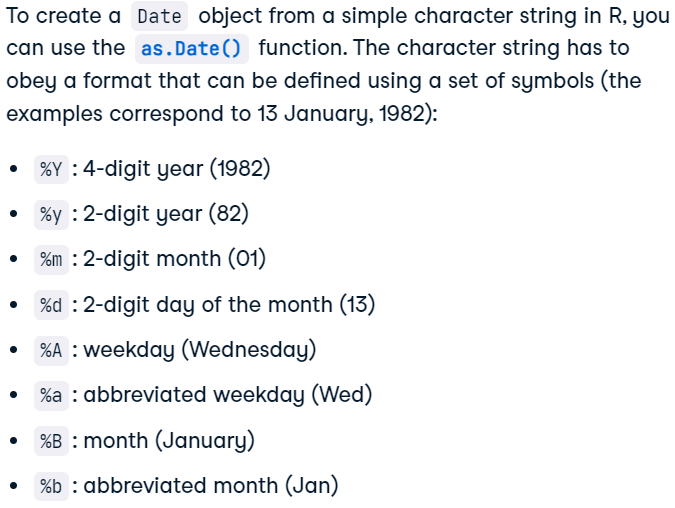 To create a Date object from a simple character string in R, you
can use the as.Date() function. The character string has to
obey a format that can be defined using a set of symbols (the
examples correspond to 13 January, 1982):
• %Y : 4-digit year (1982)
• %y : 2-digit year (82)
• %m : 2-digit month (01)
• %d : 2-digit day of the month (13)
• %A : weekday (Wednesday)
• %a : abbreviated weekday (Wed)
• %B : month (January)
• %b : abbreviated month (Jan)